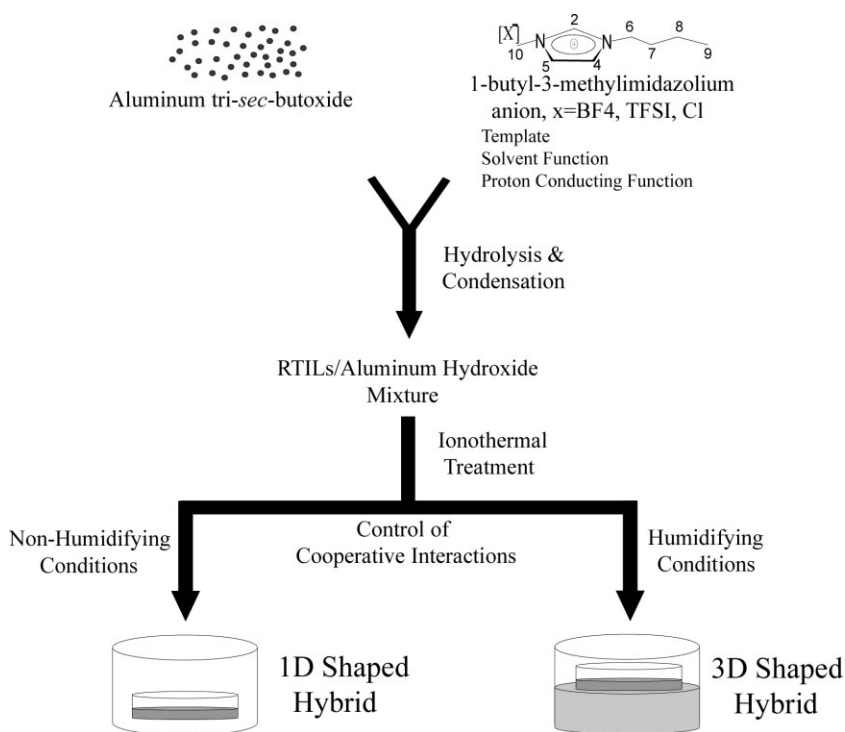 [X]
2
N
N
10
5
4
6
7
8
9
Aluminum tri-sec-butoxide
1-butyl-3-methylimidazolium
anion, x=BF4, TFSI, Cl
Template
Solvent Function
Proton Conducting Function
Hydrolysis &
Condensation
RTILs/Aluminum Hydroxide
Mixture
Ionothermal
Treatment
Non-Humidifying
Conditions
Control of
Cooperative Interactions
Humidifying
Conditions
1D Shaped
Hybrid
3D Shaped
Hybrid